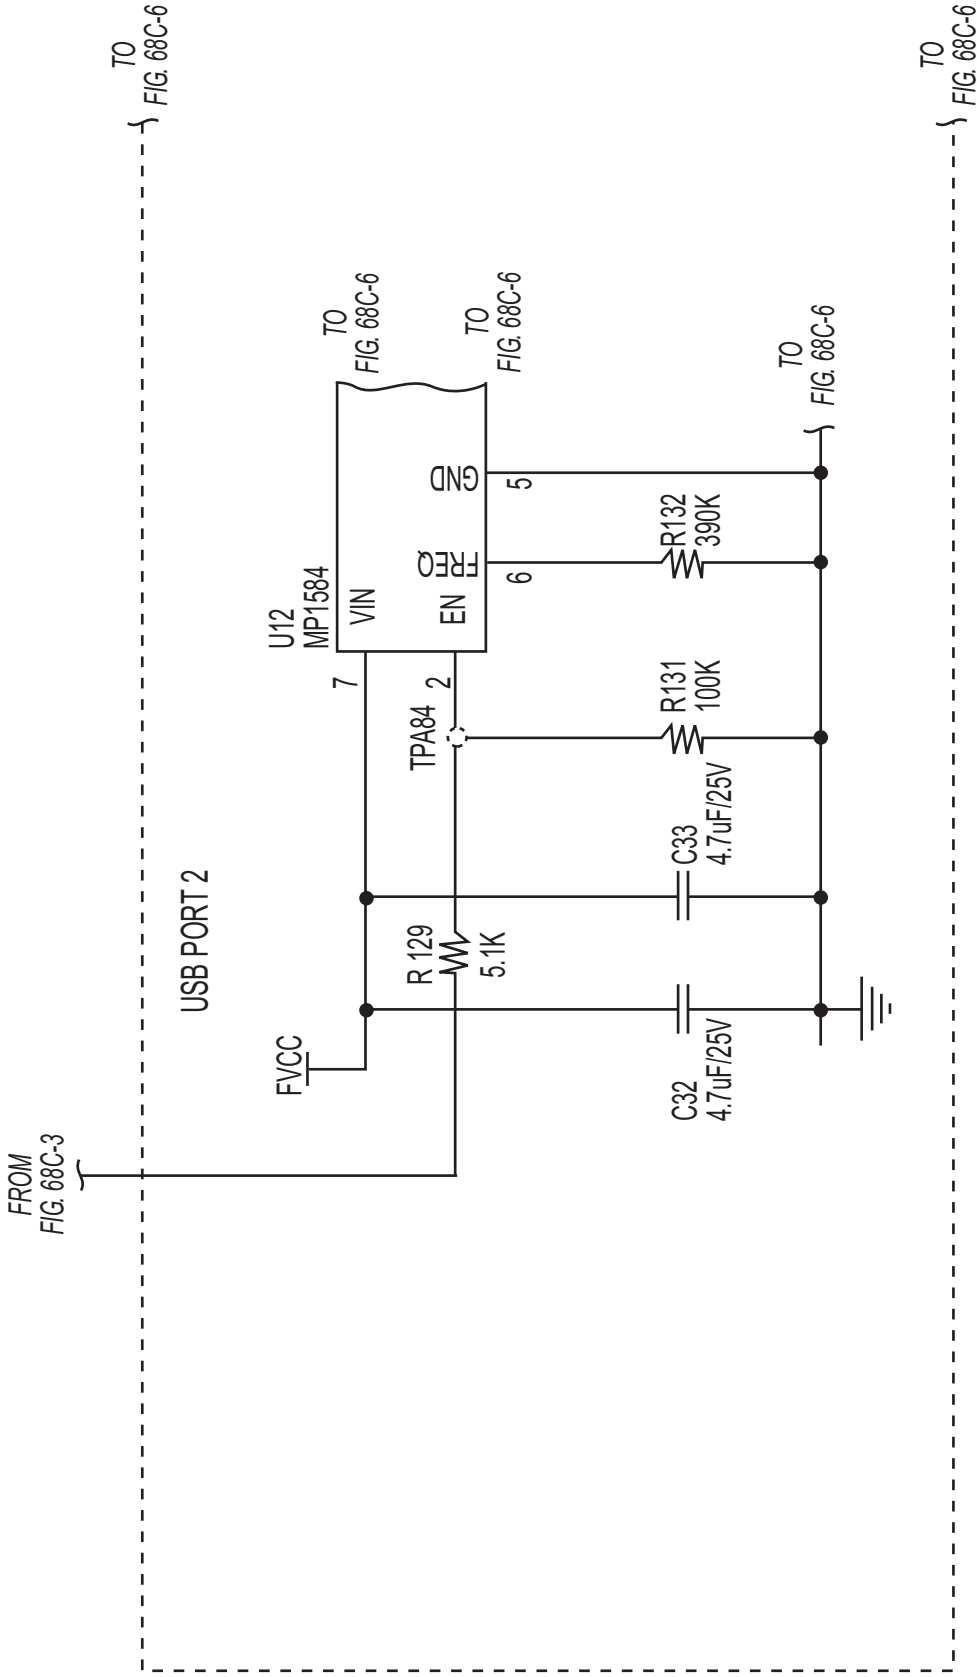 FROM
FIG. 68C-3
USB PORT 2
FVCC
U12
MP1584
VIN
EN
FREQ
GND
7
2
6
5
TPA84
R 129
5.1K
C32
4.7uF/25V
C33
4.7uF/25V
R131
100K
R132
390K
TO
FIG. 68C-6
TO
FIG. 68C-6
TO
FIG. 68C-6
TO
FIG. 68C-6
TO
FIG. 68C-6